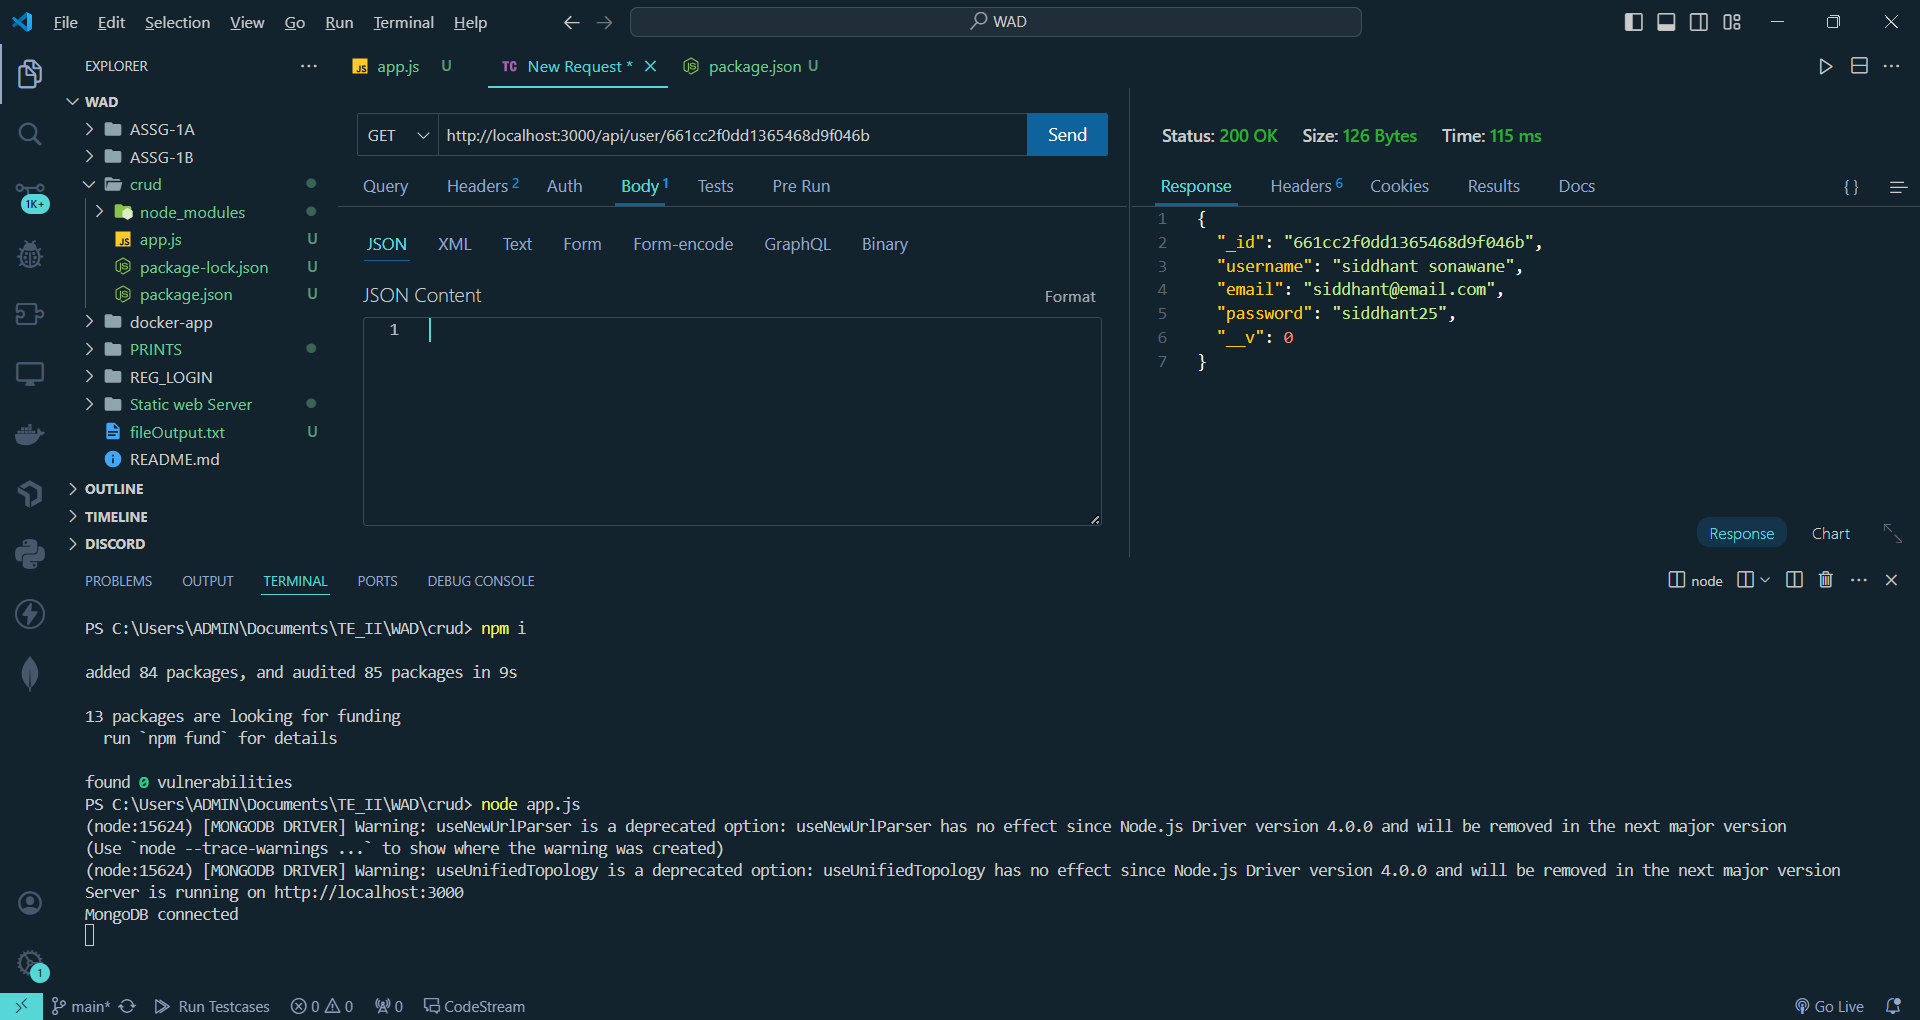 File Edit Selection View Go Run Terminal Help
WAD
EXPLORER
WAD
ASSG-1A
ASSG-1B
crud
node_modules
app.js U
package-lock.json U
package.json U
docker-app
PRINTS
REG_LOGIN
Static web Server
fileOutput.txt U
README.md
OUTLINE
TIMELINE
DISCORD
1K+
1
JS app.js U
TC New Request *
package.json U
GET http://localhost:3000/api/user/661cc2f0dd1365468d9f046b Send
Query Headers 2 Auth Body 1 Tests Pre Run
JSON XML Text Form Form-encode GraphQL Binary
JSON Content Format
1
Status: 200 OK Size: 126 Bytes Time: 115 ms
Response Headers 6 Cookies Results Docs { }
1 {
2 "_id": "661cc2f0dd1365468d9f046b",
3 "username": "siddhant sonawane",
4 "email": "siddhant@email.com",
5 "password": "siddhant25",
6 "__v": 0
7 }
Response Chart
PROBLEMS OUTPUT TERMINAL PORTS DEBUG CONSOLE
node
PS C:\Users\ADMIN\Documents\TE_II\WAD\crud> npm i
added 84 packages, and audited 85 packages in 9s
13 packages are looking for funding
run `npm fund` for details
found 0 vulnerabilities
PS C:\Users\ADMIN\Documents\TE_II\WAD\crud> node app.js
(node:15624) [MONGODB DRIVER] Warning: useNewUrlParser is a deprecated option: useNewUrlParser has no effect since Node.js Driver version 4.0.0 and will be removed in the next major version
(Use `node --trace-warnings ...` to show where the warning was created)
(node:15624) [MONGODB DRIVER] Warning: useUnifiedTopology is a deprecated option: useUnifiedTopology has no effect since Node.js Driver version 4.0.0 and will be removed in the next major version
Server is running on http://localhost:3000
MongoDB connected
main* Run Testcases 0 0 0 CodeStream Go Live